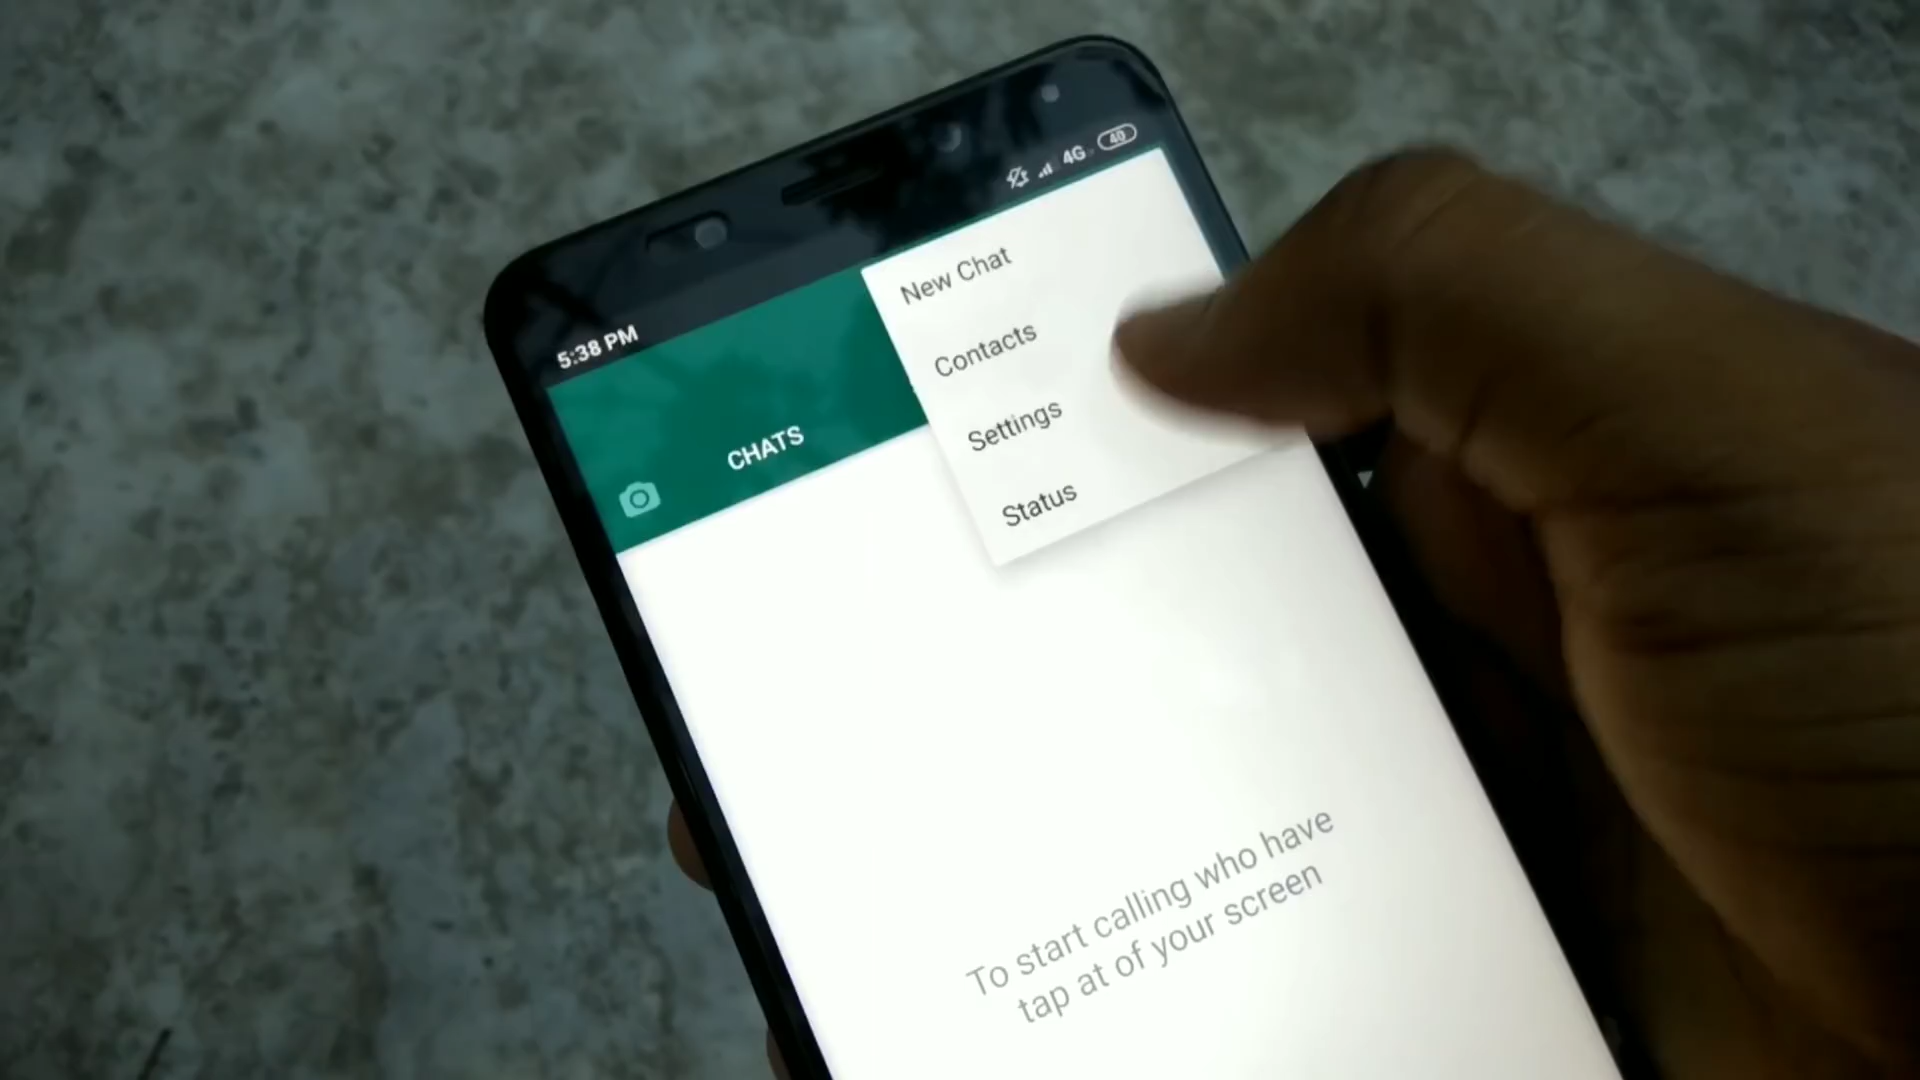 5:38 PM
4G 40
CHATS
New Chat
Contacts
Settings
Status
To start calling who have
tap at of your screen